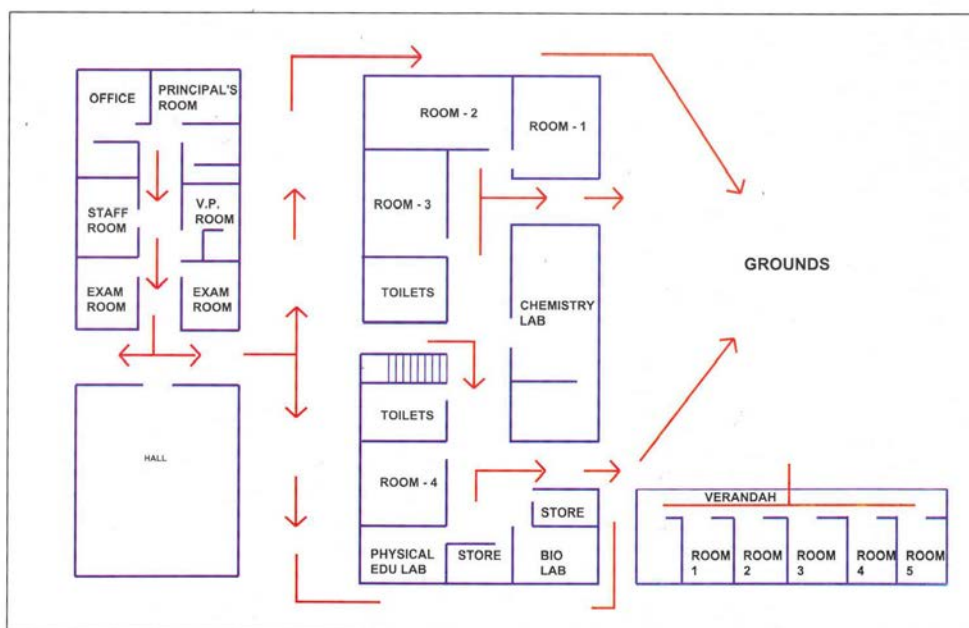 OFFICE
PRINCIPAL'S
ROOM
STAFF
ROOM
V.P.
ROOM
EXAM
ROOM
EXAM
ROOM
HALL
ROOM - 2
ROOM - 1
ROOM - 3
TOILETS
CHEMISTRY
LAB
TOILETS
ROOM - 4
STORE
PHYSICAL
EDU LAB
STORE
BIO
LAB
GROUNDS
VERANDAH
ROOM
1
ROOM
2
ROOM
3
ROOM
4
ROOM
5